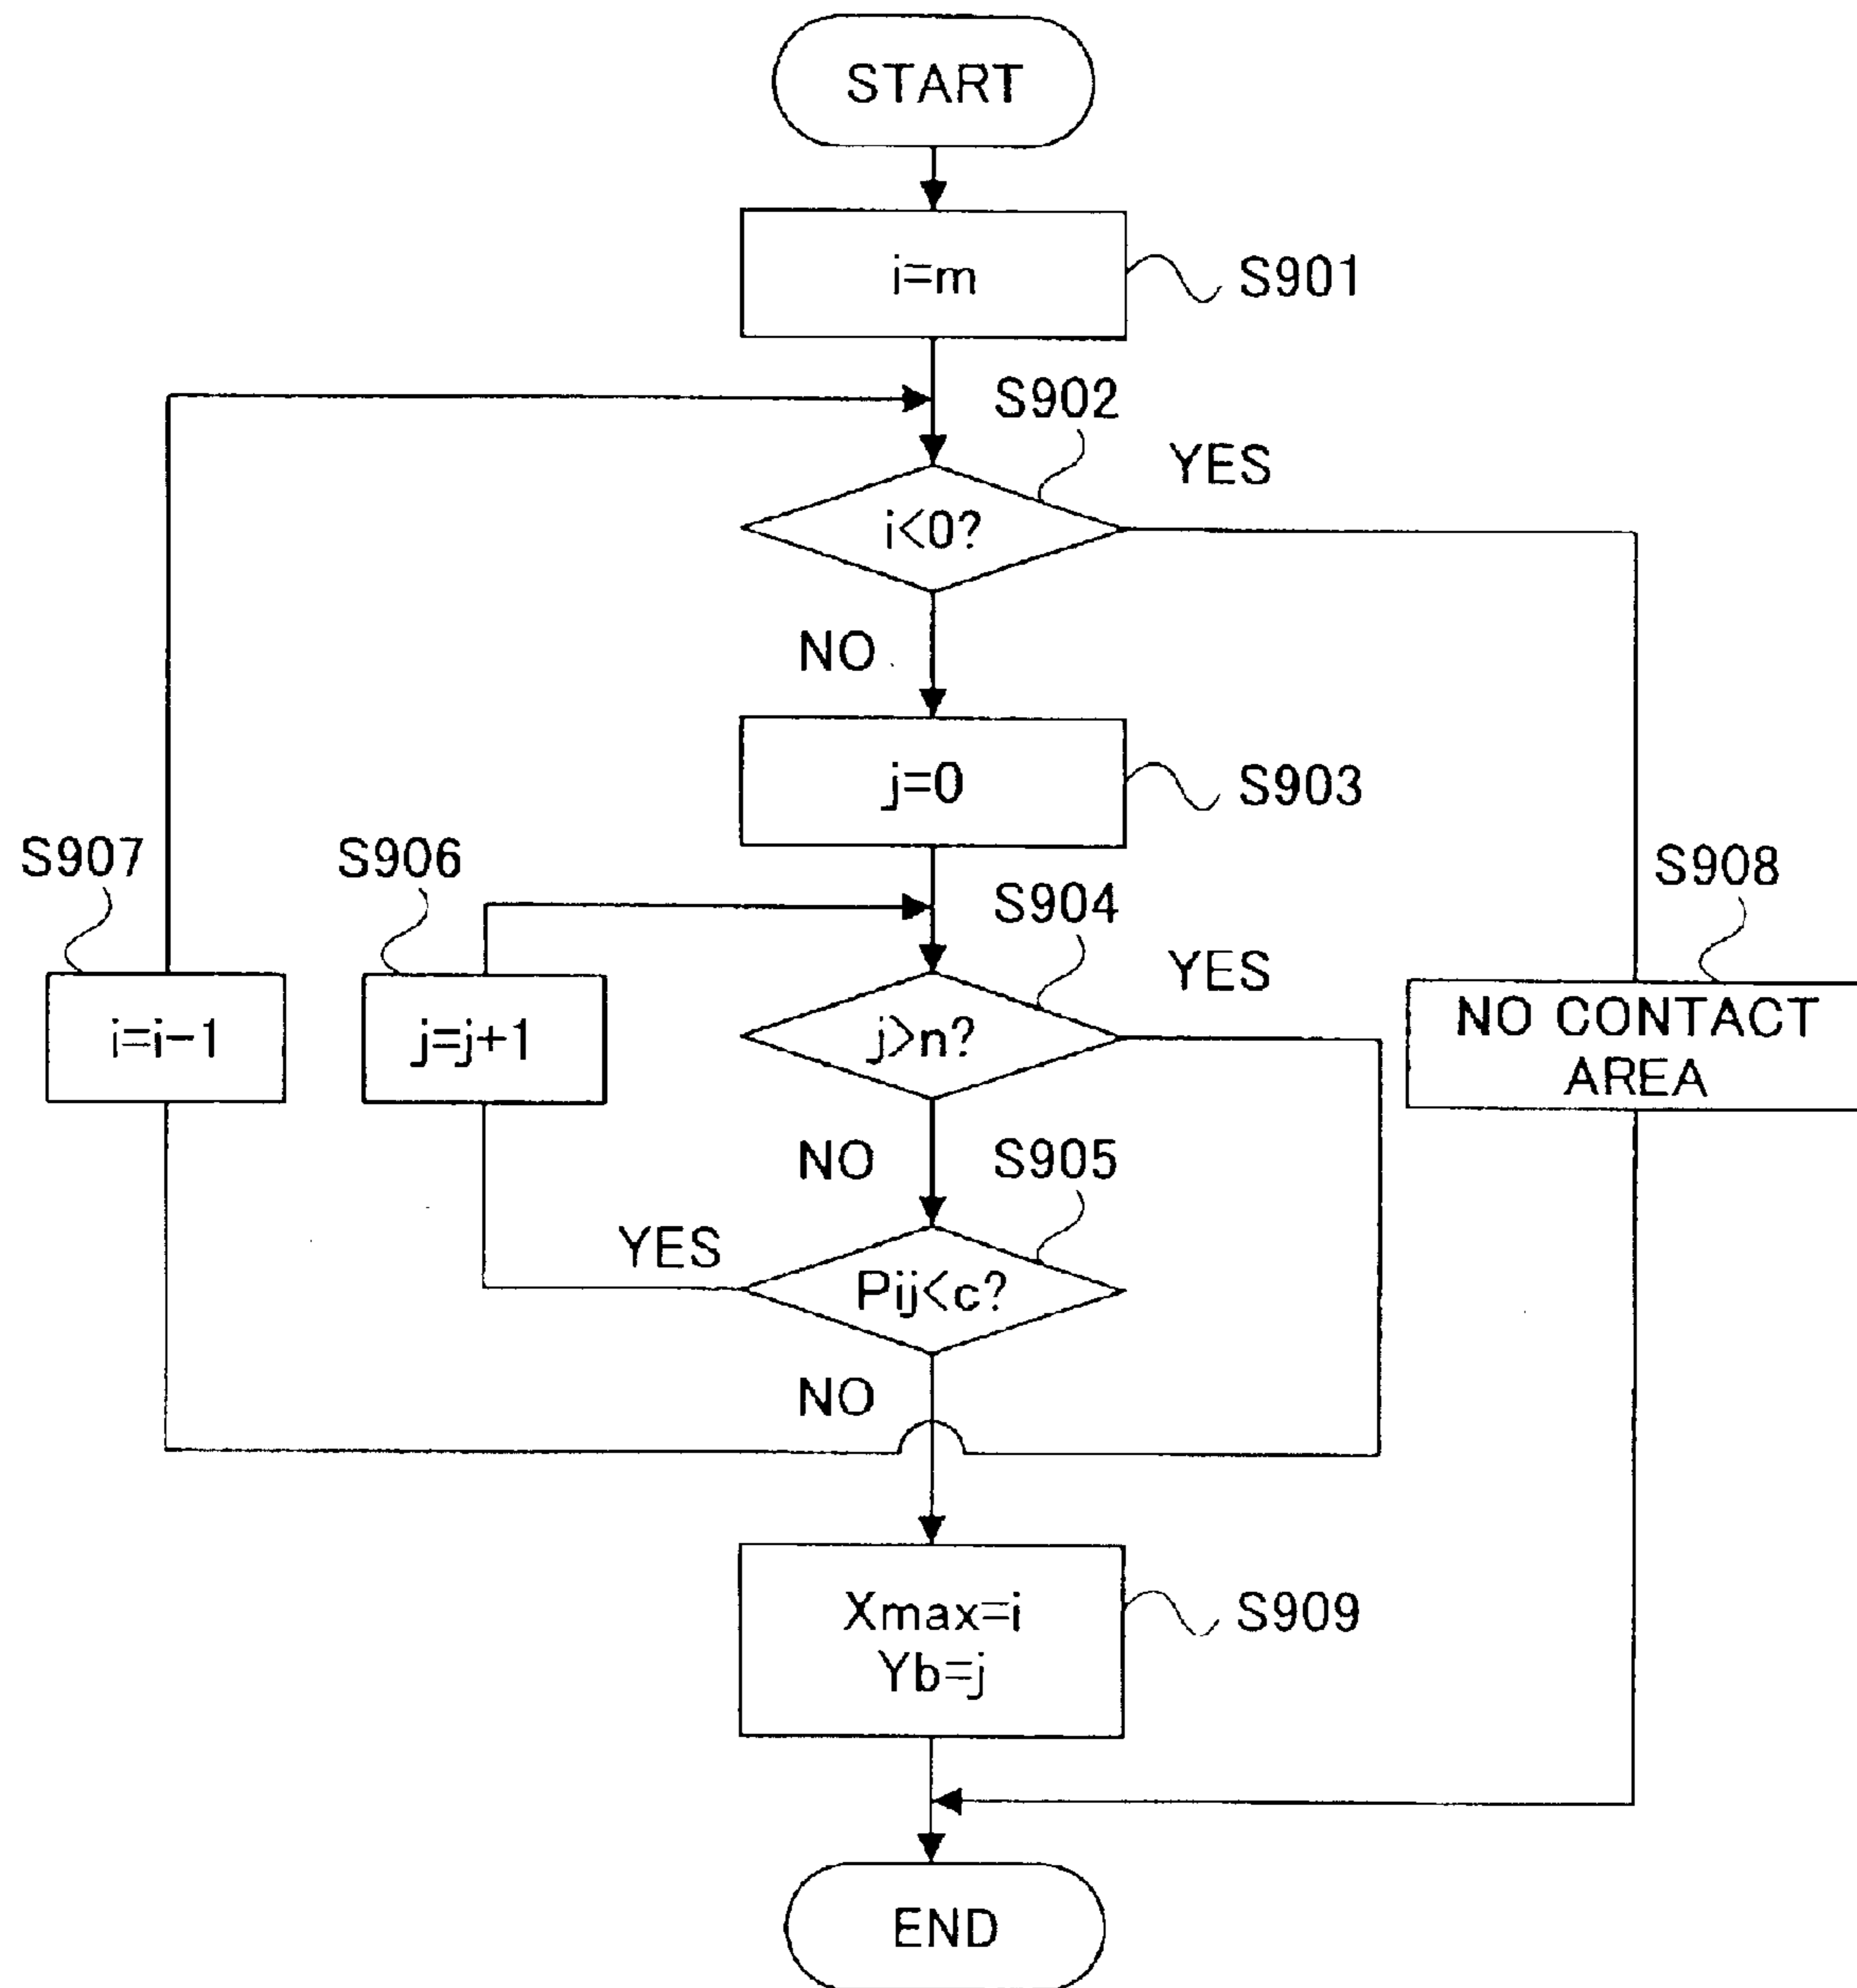 START
i=m
S901
S902
YES
i<0?
NO
j=0
S903
S907
S906
S904
S908
YES
i=i-1
j=j+1
j>n?
NO CONTACT
AREA
NO
S905
YES
Pij<c?
NO
Xmax=i
Yb=j
S909
END